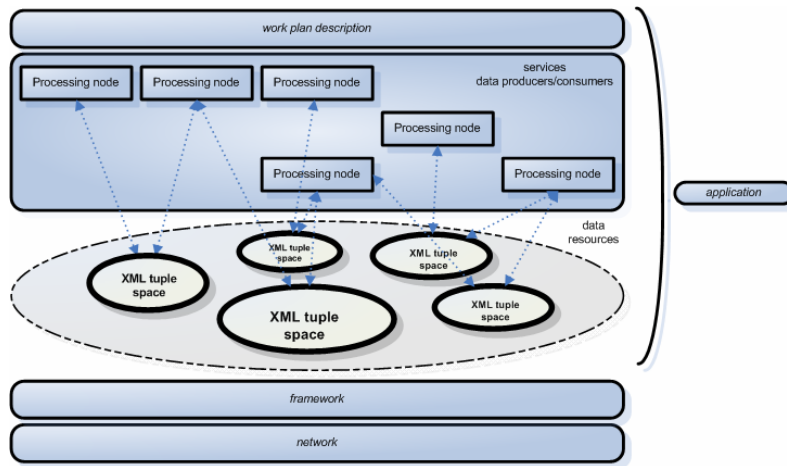 work plan description
services
data producers/consumers
Processing node
Processing node
Processing node
Processing node
Processing node
Processing node
application
data
resources
XML tuple
space
XML tuple
space
XML tuple
space
XML tuple
space
XML tuple
space
framework
network